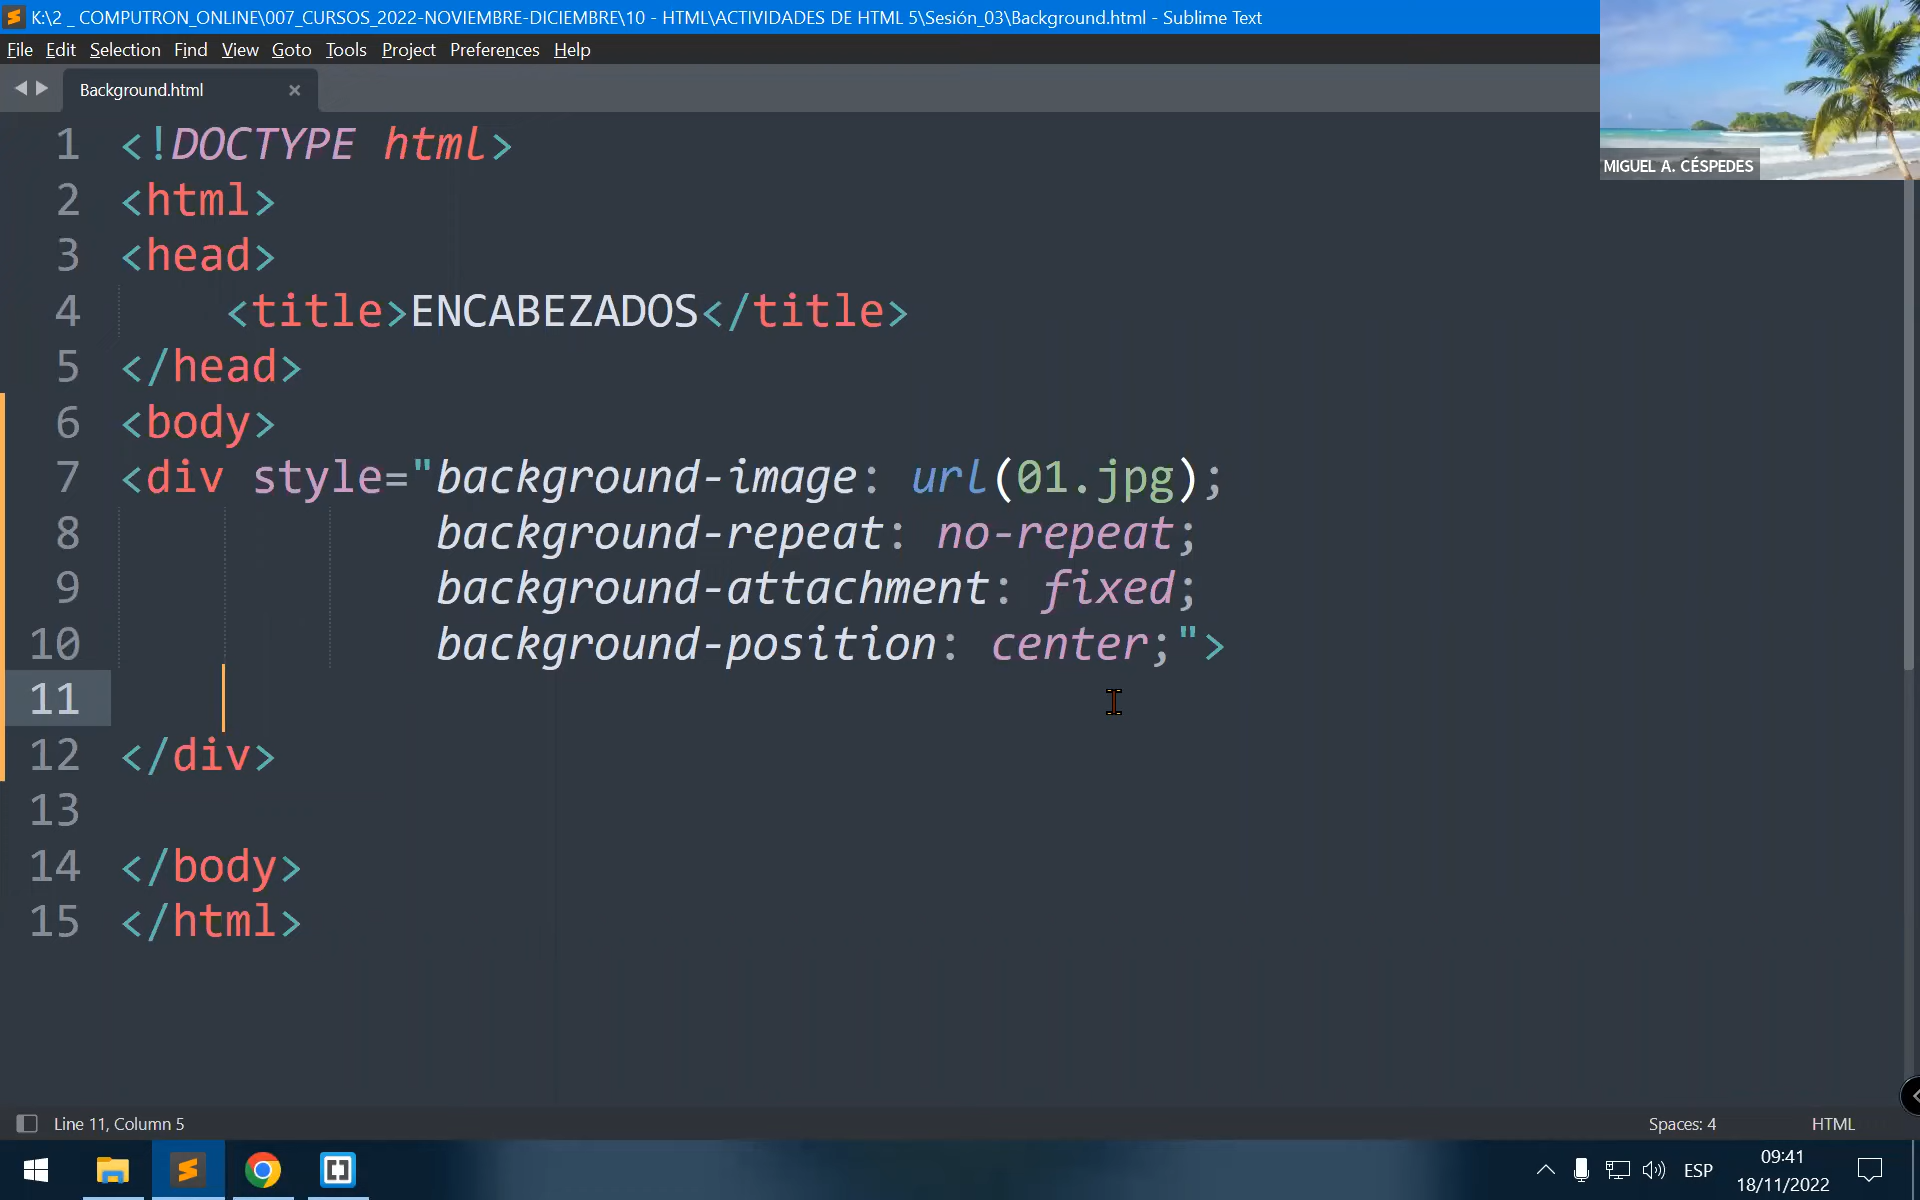 K:\2 _ COMPUTRON_ONLINE\007_CURSOS_2022-NOVIEMBRE-DICIEMBRE\10 - HTML\ACTIVIDADES DE HTML 5\Sesión_03\Background.html - Sublime Text
File Edit Selection Find View Goto Tools Project Preferences Help
Background.html
MIGUEL A. CÉSPEDES
1 <!DOCTYPE html>
2 <html>
3 <head>
4 <title>ENCABEZADOS</title>
5 </head>
6 <body>
7 <div style="background-image: url(01.jpg);
8 background-repeat: no-repeat;
9 background-attachment: fixed;
10 background-position: center;">
11
12 </div>
13
14 </body>
15 </html>
Line 11, Column 5
Spaces: 4
HTML
ESP
09:41
18/11/2022